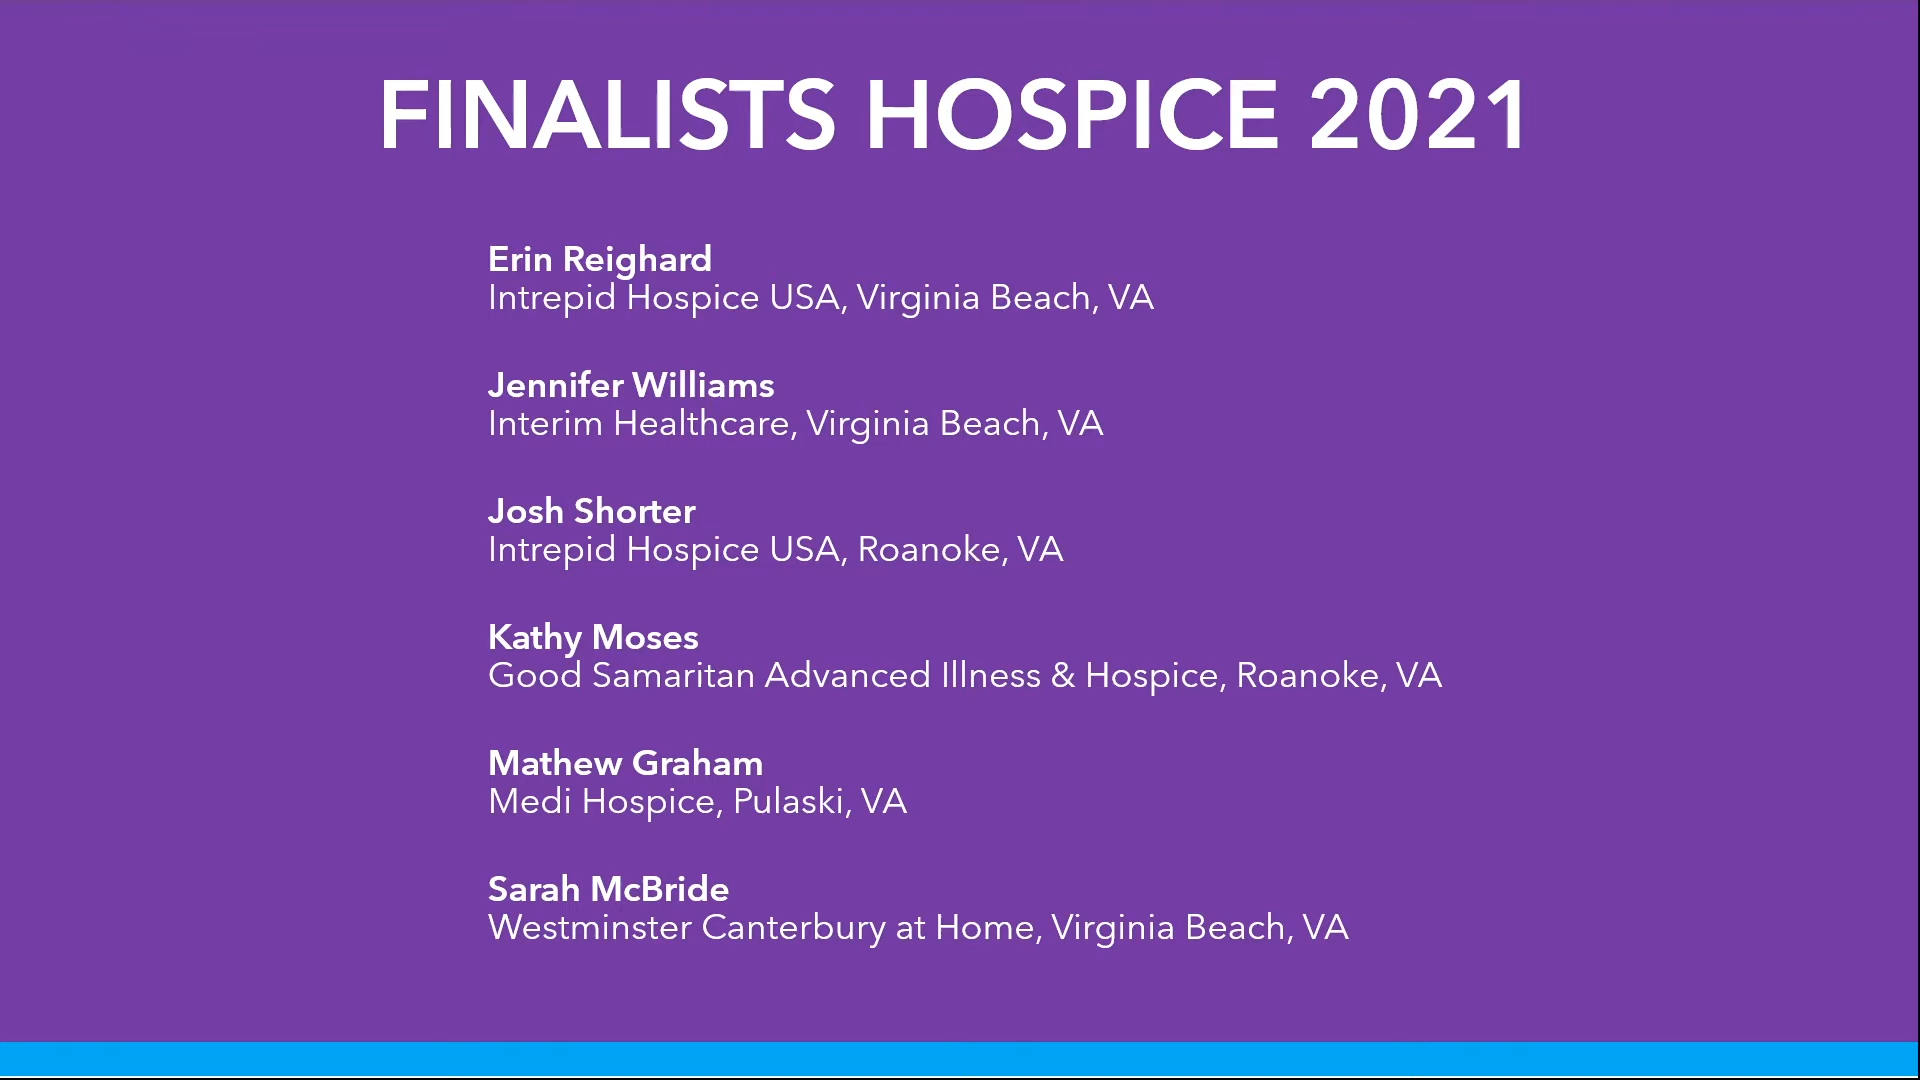 FINALISTS HOSPICE 2021
Erin Reighard
Intrepid Hospice USA, Virginia Beach, VA
Jennifer Williams
Interim Healthcare, Virginia Beach, VA
Josh Shorter
Intrepid Hospice USA, Roanoke, VA
Kathy Moses
Good Samaritan Advanced Illness & Hospice, Roanoke, VA
Mathew Graham
Medi Hospice, Pulaski, VA
Sarah McBride
Westminster Canterbury at Home, Virginia Beach, VA